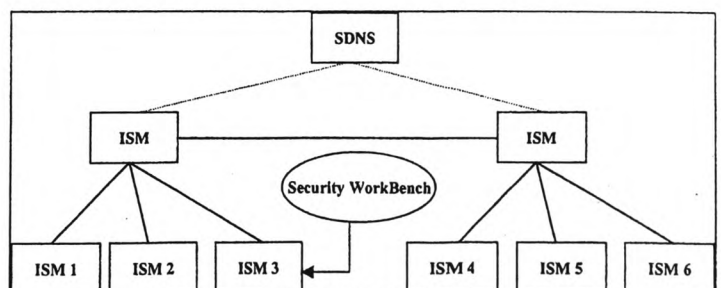 SDNS
ISM
ISM
Security WorkBench
ISM 1
ISM 2
ISM 3
ISM 4
ISM 5
ISM 6